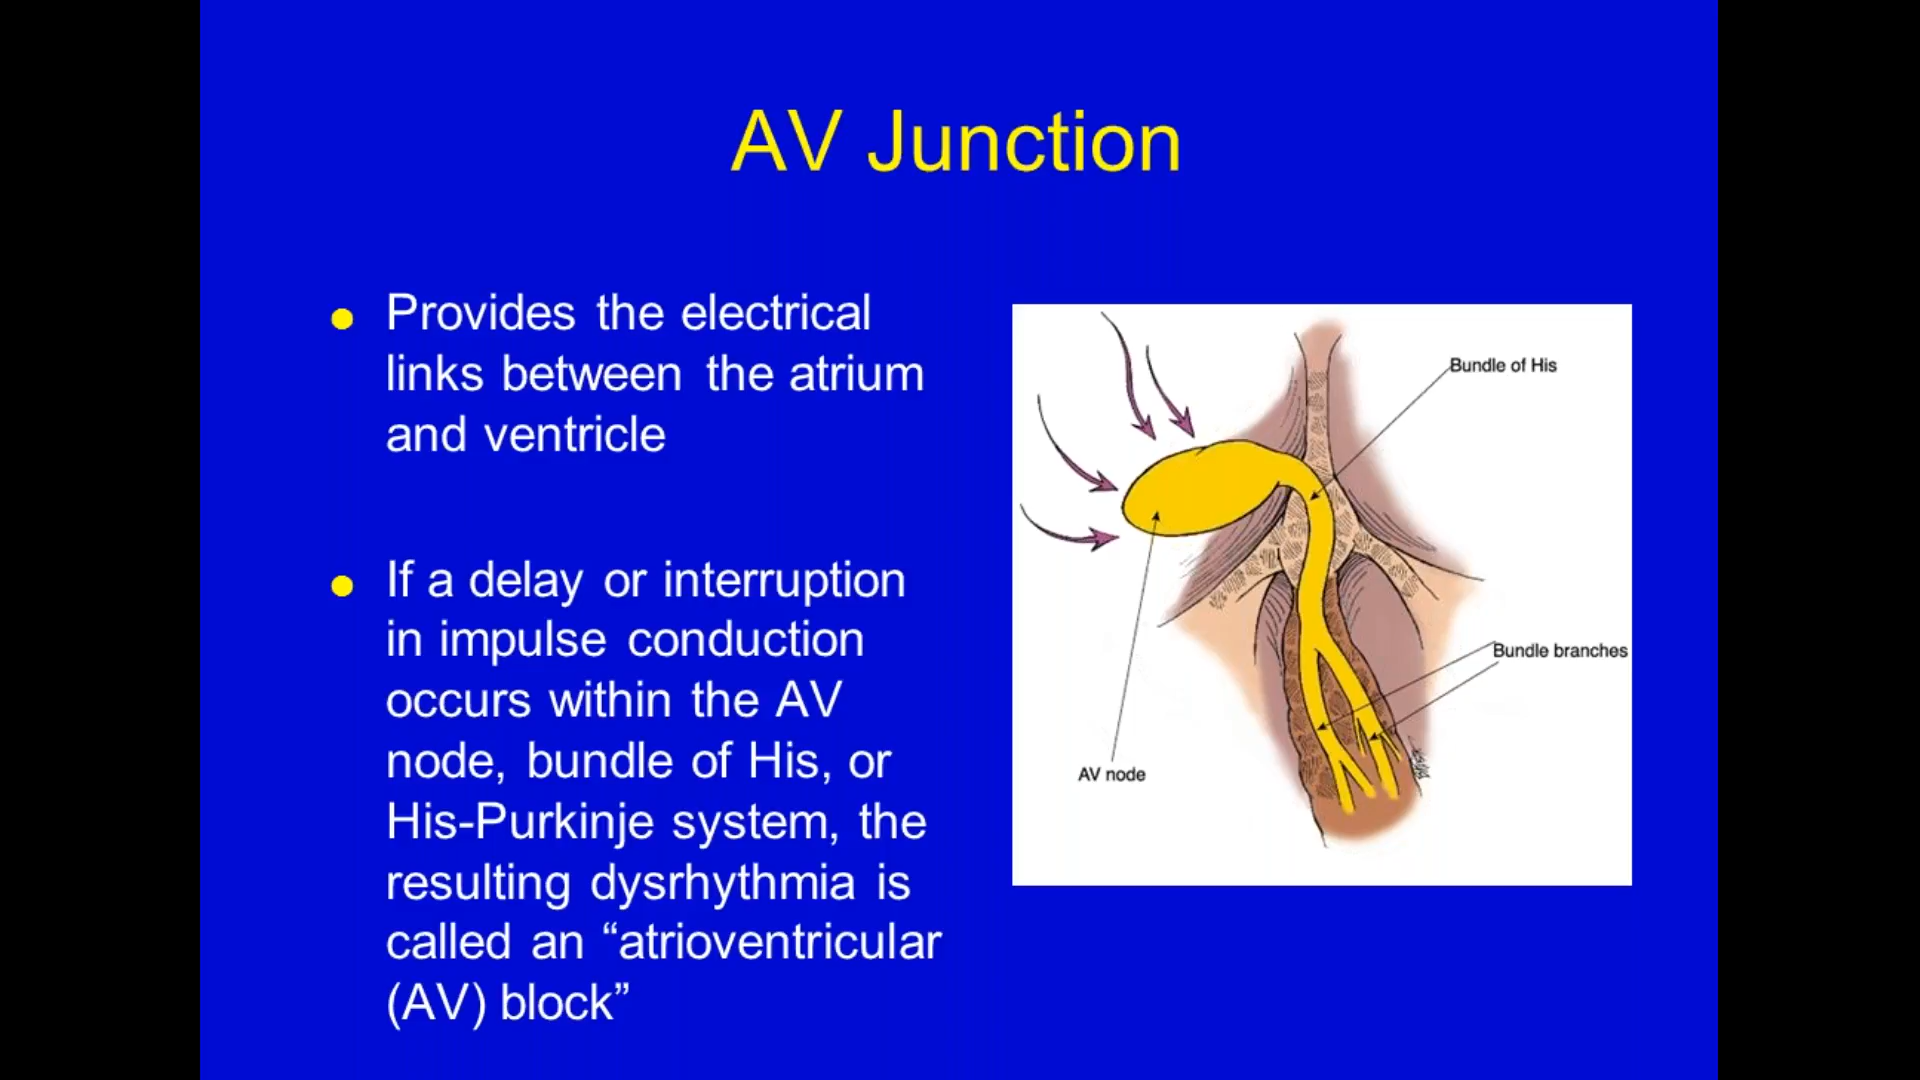 AV Junction
Provides the electrical
links between the atrium
and ventricle
If a delay or interruption
in impulse conduction
occurs within the AV
node, bundle of His, or
His-Purkinje system, the
resulting dysrhythmia is
called an “atrioventricular
(AV) block”
Bundle of His
Bundle branches
AV node